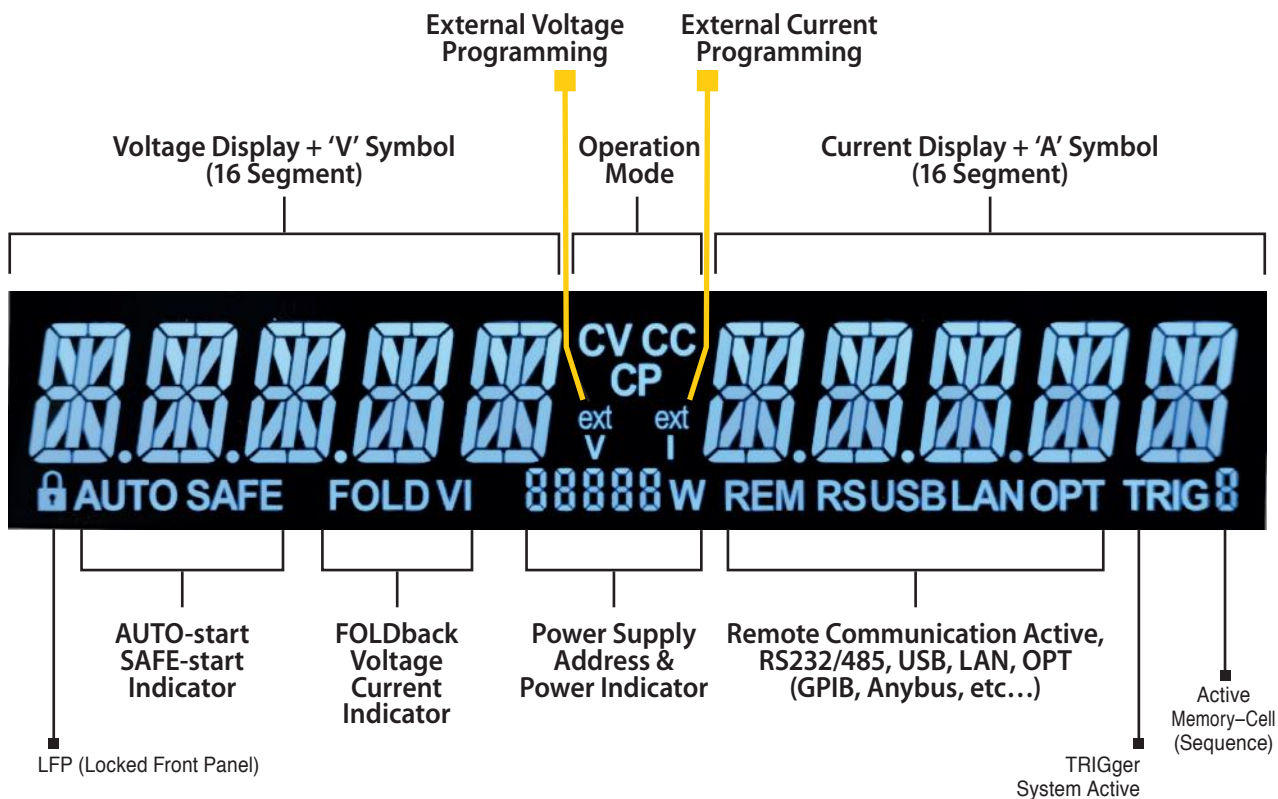 External Voltage
Programming
External Current
Programming
Voltage Display + ‘V’ Symbol
(16 Segment)
Operation
Mode
Current Display + ‘A’ Symbol
(16 Segment)
CV CC
CP
ext ext
V I
AUTO SAFE FOLD VI 88888 W REM RS USB LAN OPT TRIG 8
AUTO-start
SAFE-start
Indicator
FOLDback
Voltage
Current
Indicator
Power Supply
Address &
Power Indicator
Remote Communication Active,
RS232/485, USB, LAN, OPT
(GPIB, Anybus, etc…)
Active
Memory–Cell
(Sequence)
LFP (Locked Front Panel)
TRIGger
System Active